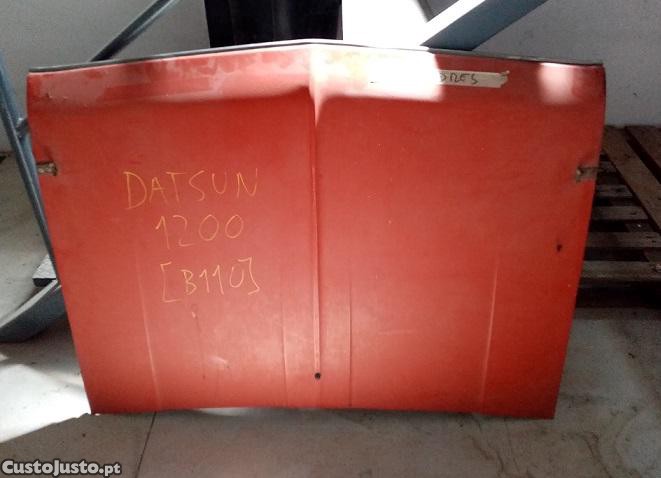 DATSUN
1200
[B110]
CustoJusto.pt